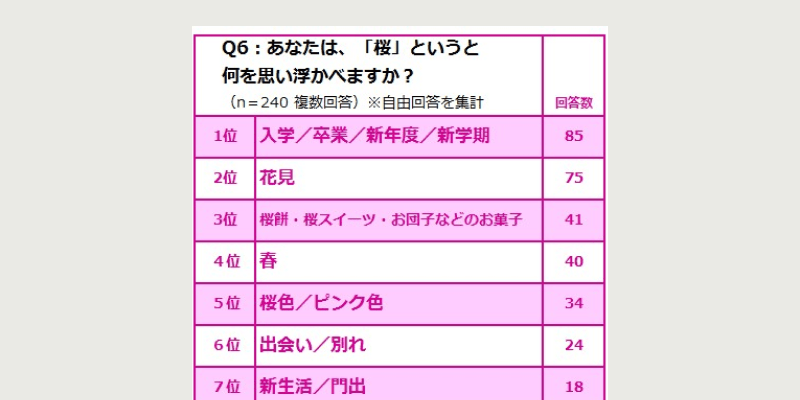 Q6：あなたは、「桜」というと
何を思い浮かべますか？
（n＝240 複数回答）※自由回答を集計 回答数
1位 入学／卒業／新年度／新学期 85
2位 花見 75
3位 桜餅・桜スイーツ・お団子などのお菓子 41
４位 春 40
５位 桜色／ピンク色 34
６位 出会い／別れ 24
７位 新生活／門出 18